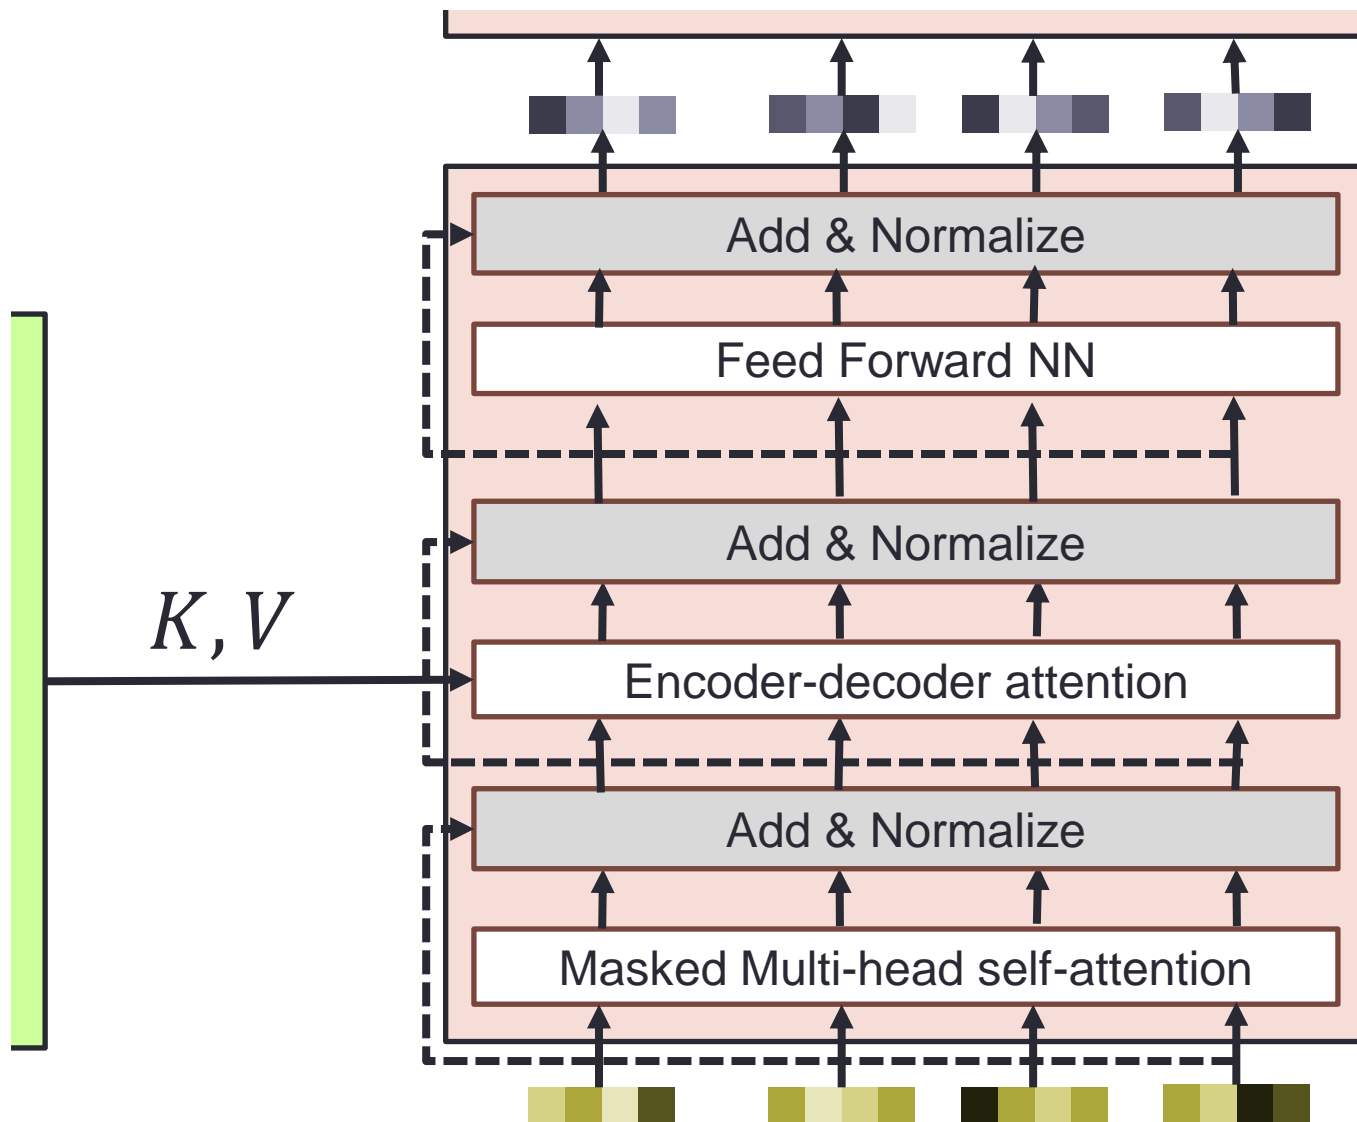 Add & Normalize
Feed Forward NN
Add & Normalize
K, V
Encoder-decoder attention
Add & Normalize
Masked Multi-head self-attention